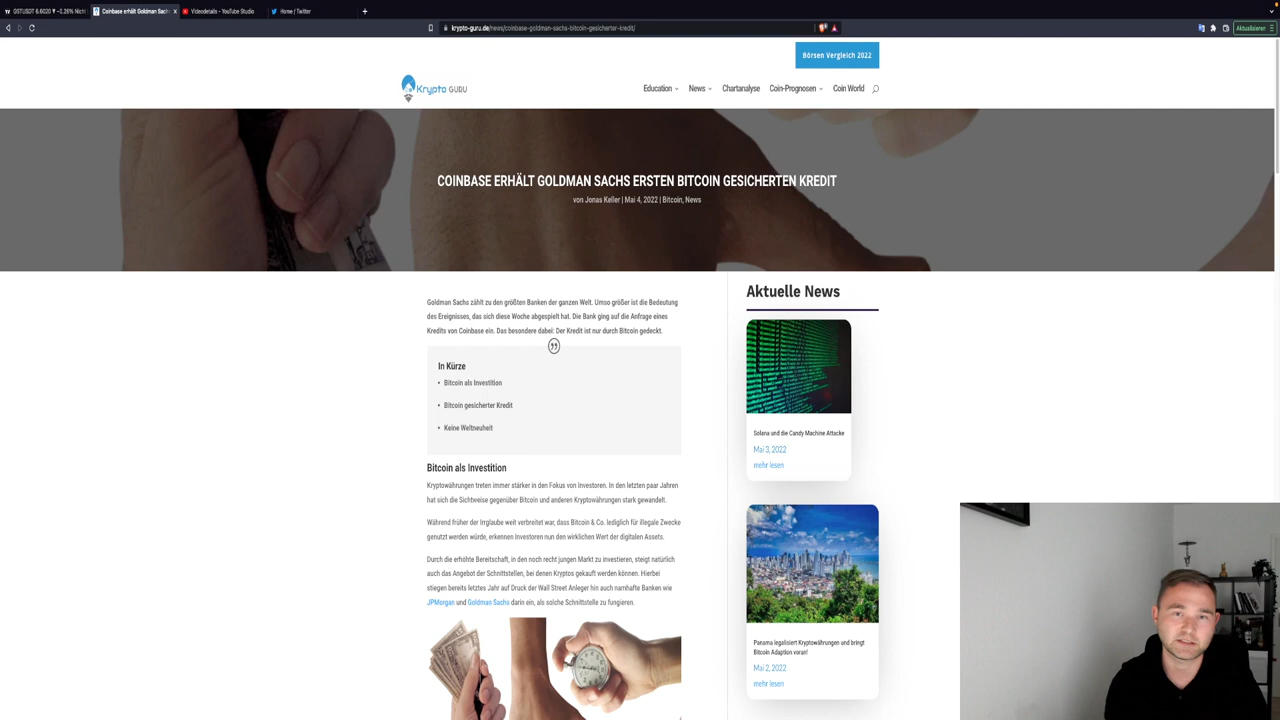 GSTUSDT 6.6020 ▼ −1.26% Nicht
Coinbase erhält Goldman Sachs
Videodetails - YouTube Studio
Home / Twitter
krypto-guru.de/news/coinbase-goldman-sachs-bitcoin-gesicherter-kredit/
Aktualisieren
Börsen Vergleich 2022
Krypto GURU
Education
News
Chartanalyse
Coin-Prognosen
Coin World
COINBASE ERHÄLT GOLDMAN SACHS ERSTEN BITCOIN GESICHERTEN KREDIT
von Jonas Keller | Mai 4, 2022 | Bitcoin, News
Goldman Sachs zählt zu den größten Banken der ganzen Welt. Umso größer ist die Bedeutung
des Ereignisses, das sich diese Woche abgespielt hat. Die Bank ging auf die Anfrage eines
Kredits von Coinbase ein. Das besondere dabei: Der Kredit ist nur durch Bitcoin gedeckt.
In Kürze
• Bitcoin als Investition
• Bitcoin gesicherter Kredit
• Keine Weltneuheit
Bitcoin als Investition
Kryptowährungen treten immer stärker in den Fokus von Investoren. In den letzten paar Jahren
hat sich die Sichtweise gegenüber Bitcoin und anderen Kryptowährungen stark gewandelt.
Während früher der Irrglaube weit verbreitet war, dass Bitcoin & Co. lediglich für illegale Zwecke
genutzt werden würde, erkennen Investoren nun den wirklichen Wert der digitalen Assets.
Durch die erhöhte Bereitschaft, in den noch recht jungen Markt zu investieren, steigt natürlich
auch das Angebot der Schnittstellen, bei denen Kryptos gekauft werden können. Hierbei
stiegen bereits letztes Jahr auf Druck der Wall Street Anleger hin auch namhafte Banken wie
JPMorgan und Goldman Sachs darin ein, als solche Schnittstelle zu fungieren.
Aktuelle News
Solana und die Candy Machine Attacke
Mai 3, 2022
mehr lesen
Panama legalisiert Kryptowährungen und bringt
Bitcoin Adaption voran!
Mai 2, 2022
mehr lesen